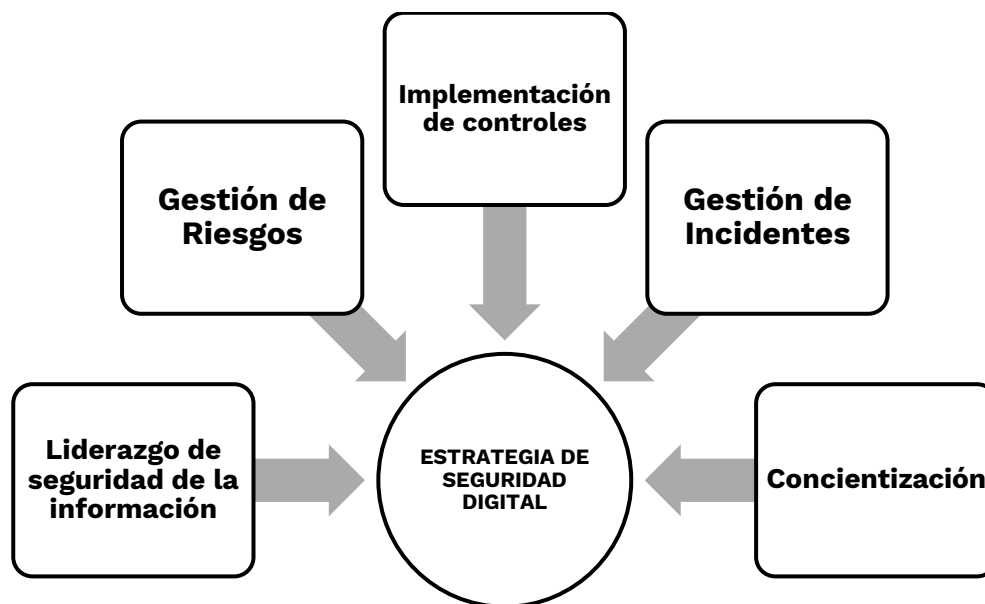 Implementación
de controles
Gestión de
Riesgos
Gestión de
Incidentes
Liderazgo de
seguridad de la
información
ESTRATEGIA DE
SEGURIDAD
DIGITAL
Concientización